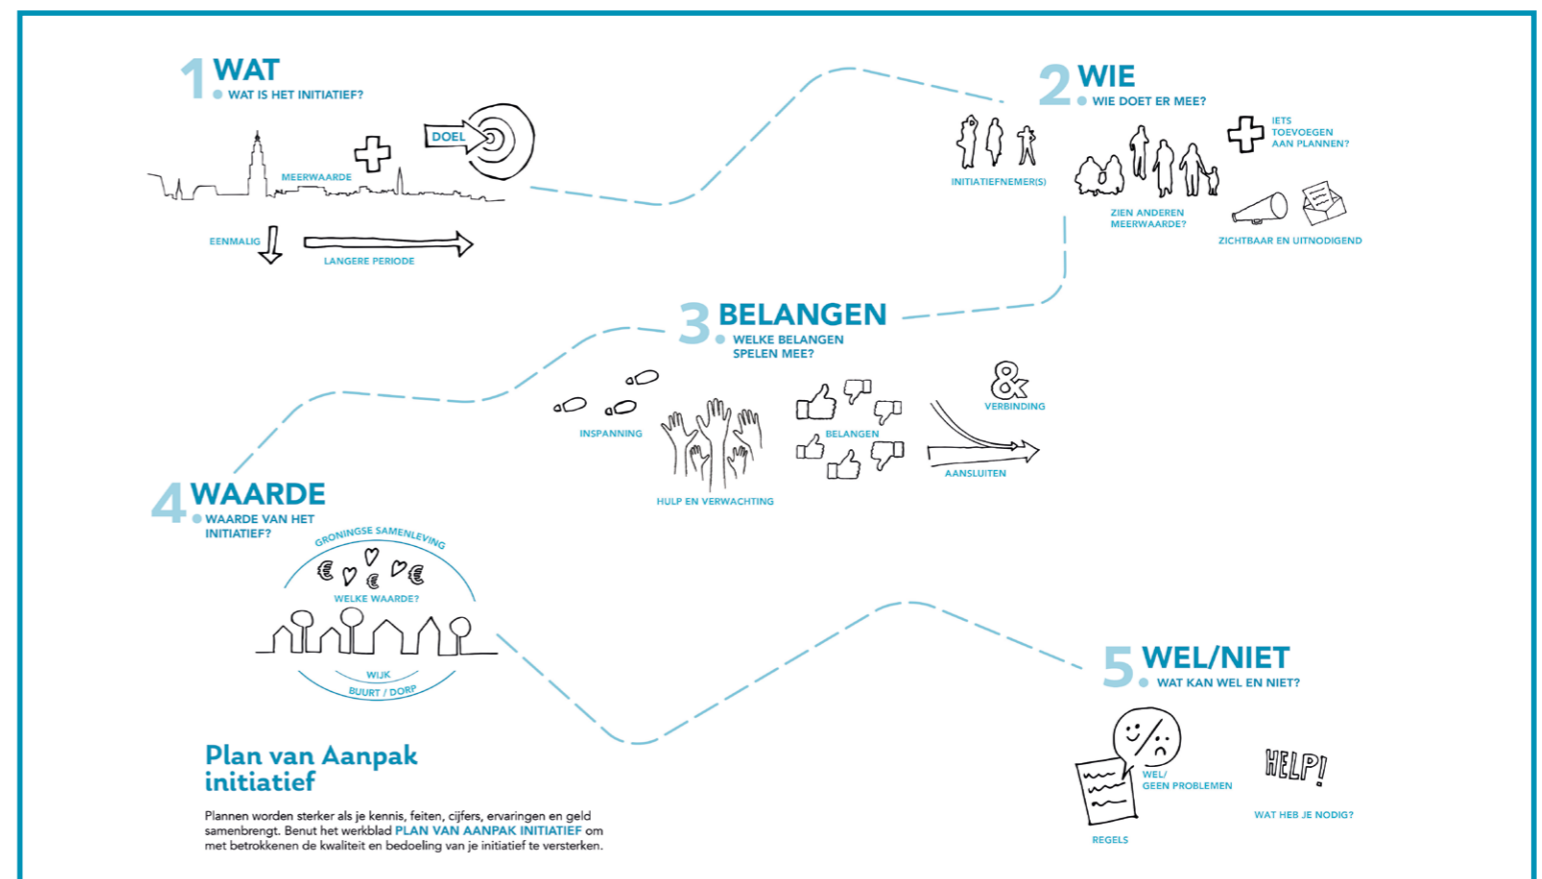 1. WAT
WAT IS HET INITIATIEF?
DOEL
MEERWAARDE
EENMALIG
LANGERE PERIODE
2. WIE
WIE DOET ER MEE?
INITIATIEFNEMER(S)
IETS
TOEVOEGEN
AAN PLANNEN?
ZIEN ANDEREN
MEERWAARDE?
ZICHTBAAR EN UITNODIGEND
3. BELANGEN
WELKE BELANGEN
SPELEN MEE?
INSPANNING
HULP EN VERWACHTING
BELANGEN
&
VERBINDING
AANSLUITEN
4. WAARDE
WAARDE VAN HET
INITIATIEF?
GRONINGSE SAMENLEVING
€ € €
WELKE WAARDE?
WIJK
BUURT / DORP
5. WEL/NIET
WAT KAN WEL EN NIET?
WEL/
GEEN PROBLEMEN
REGELS
HELP!
WAT HEB JE NODIG?
Plan van Aanpak
initiatief
Plannen worden sterker als je kennis, feiten, cijfers, ervaringen en geld
samenbrengt. Benut het werkblad PLAN VAN AANPAK INITIATIEF om
met betrokkenen de kwaliteit en bedoeling van je initiatief te versterken.